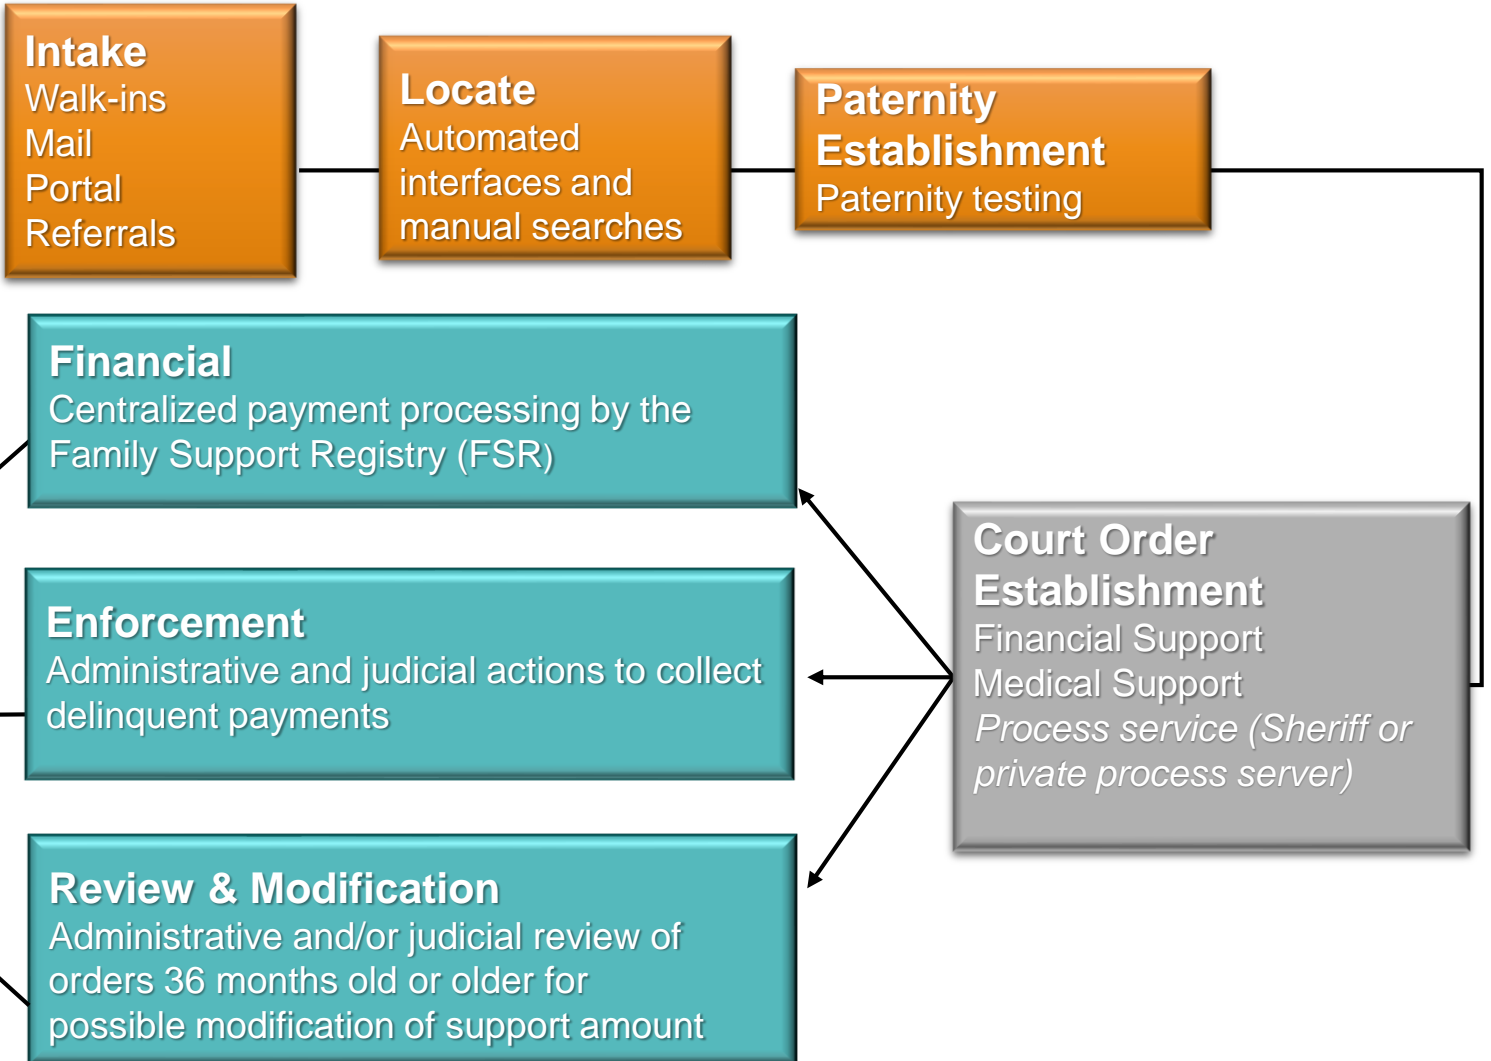 Intake
Walk-ins
Mail
Portal
Referrals
Locate
Automated
interfaces and
manual searches
Paternity
Establishment
Paternity testing
Court Order
Establishment
Financial Support
Medical Support
Process service (Sheriff or
private process server)
Financial
Centralized payment processing by the
Family Support Registry (FSR)
Enforcement
Administrative and judicial actions to collect
delinquent payments
Review & Modification
Administrative and/or judicial review of
orders 36 months old or older for
possible modification of support amount